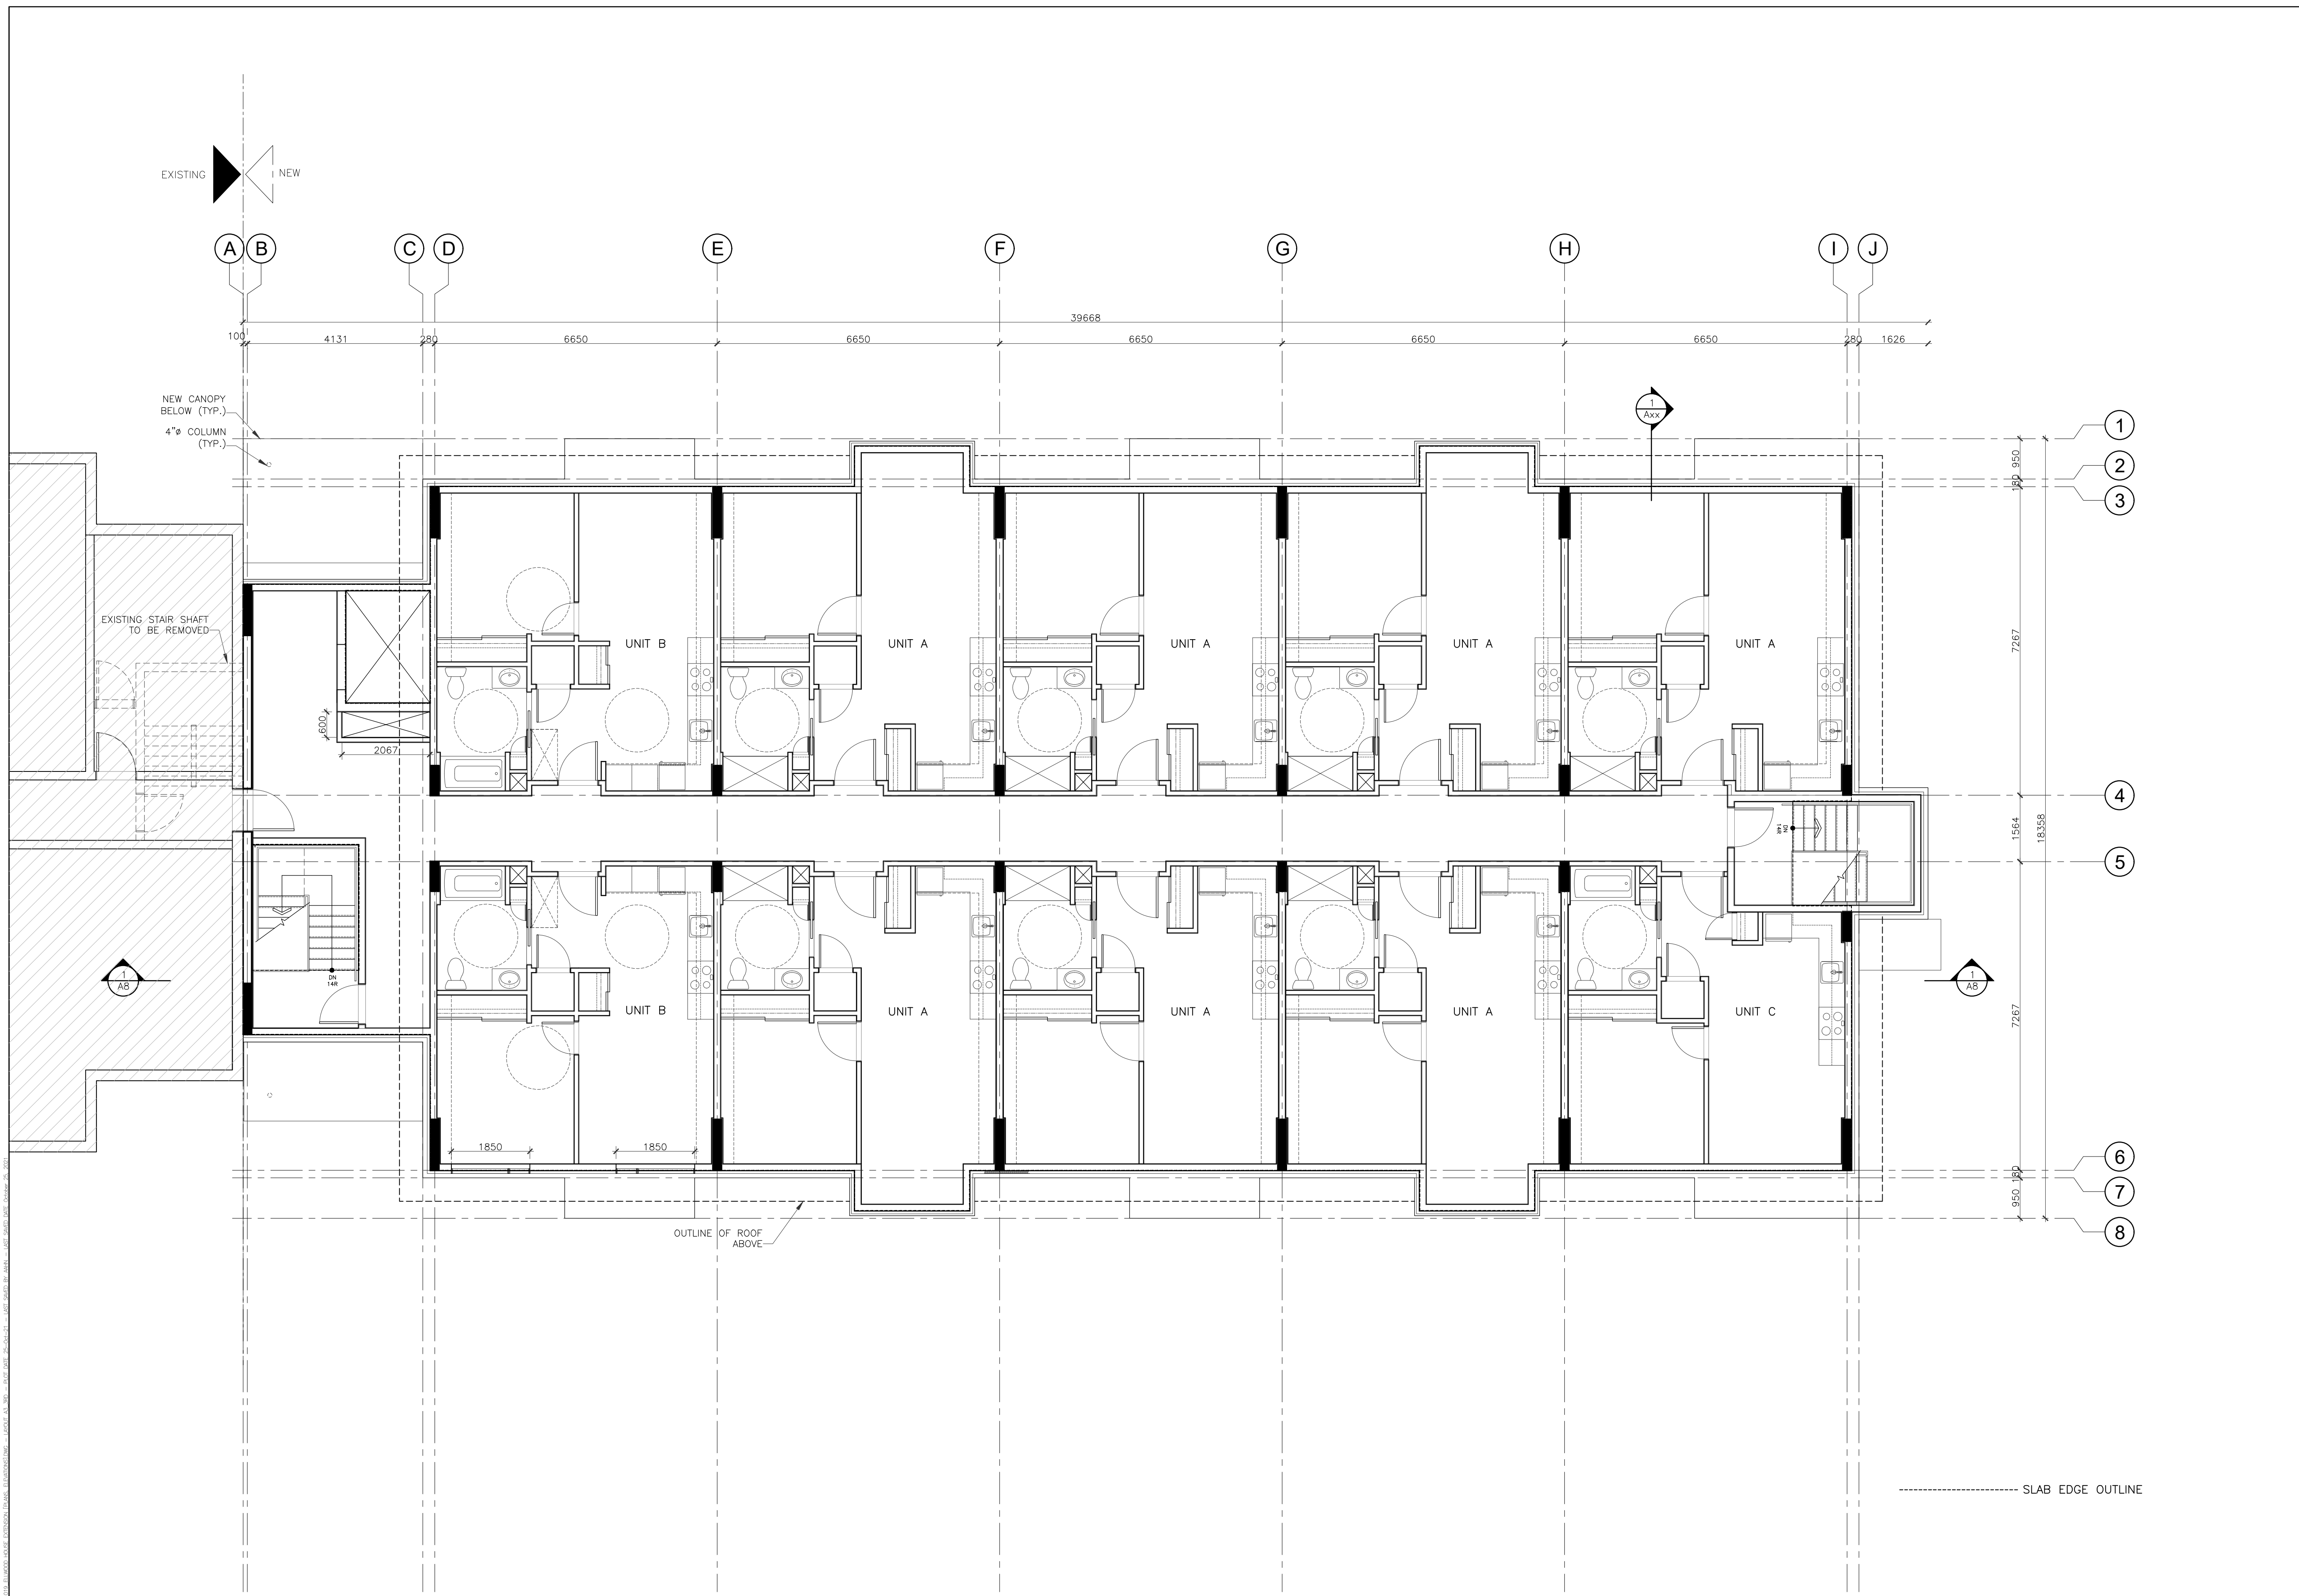 EXISTING
NEW
A
B
C
D
E
F
G
H
I
J
39668
100
4131
280
6650
6650
6650
6650
6650
280
1626
NEW CANOPY
BELOW (TYP.)
4"ø COLUMN
(TYP.)
1
Axx
1
2
3
950
180
EXISTING STAIR SHAFT
TO BE REMOVED
UNIT B
UNIT A
UNIT A
UNIT A
UNIT A
7267
600
2067
4
DN
14R
1564
18358
5
DN
14R
1
A8
1
A8
UNIT B
UNIT A
UNIT A
UNIT A
UNIT C
7267
1850
1850
6
180
7
950
8
OUTLINE OF ROOF
ABOVE
SLAB EDGE OUTLINE